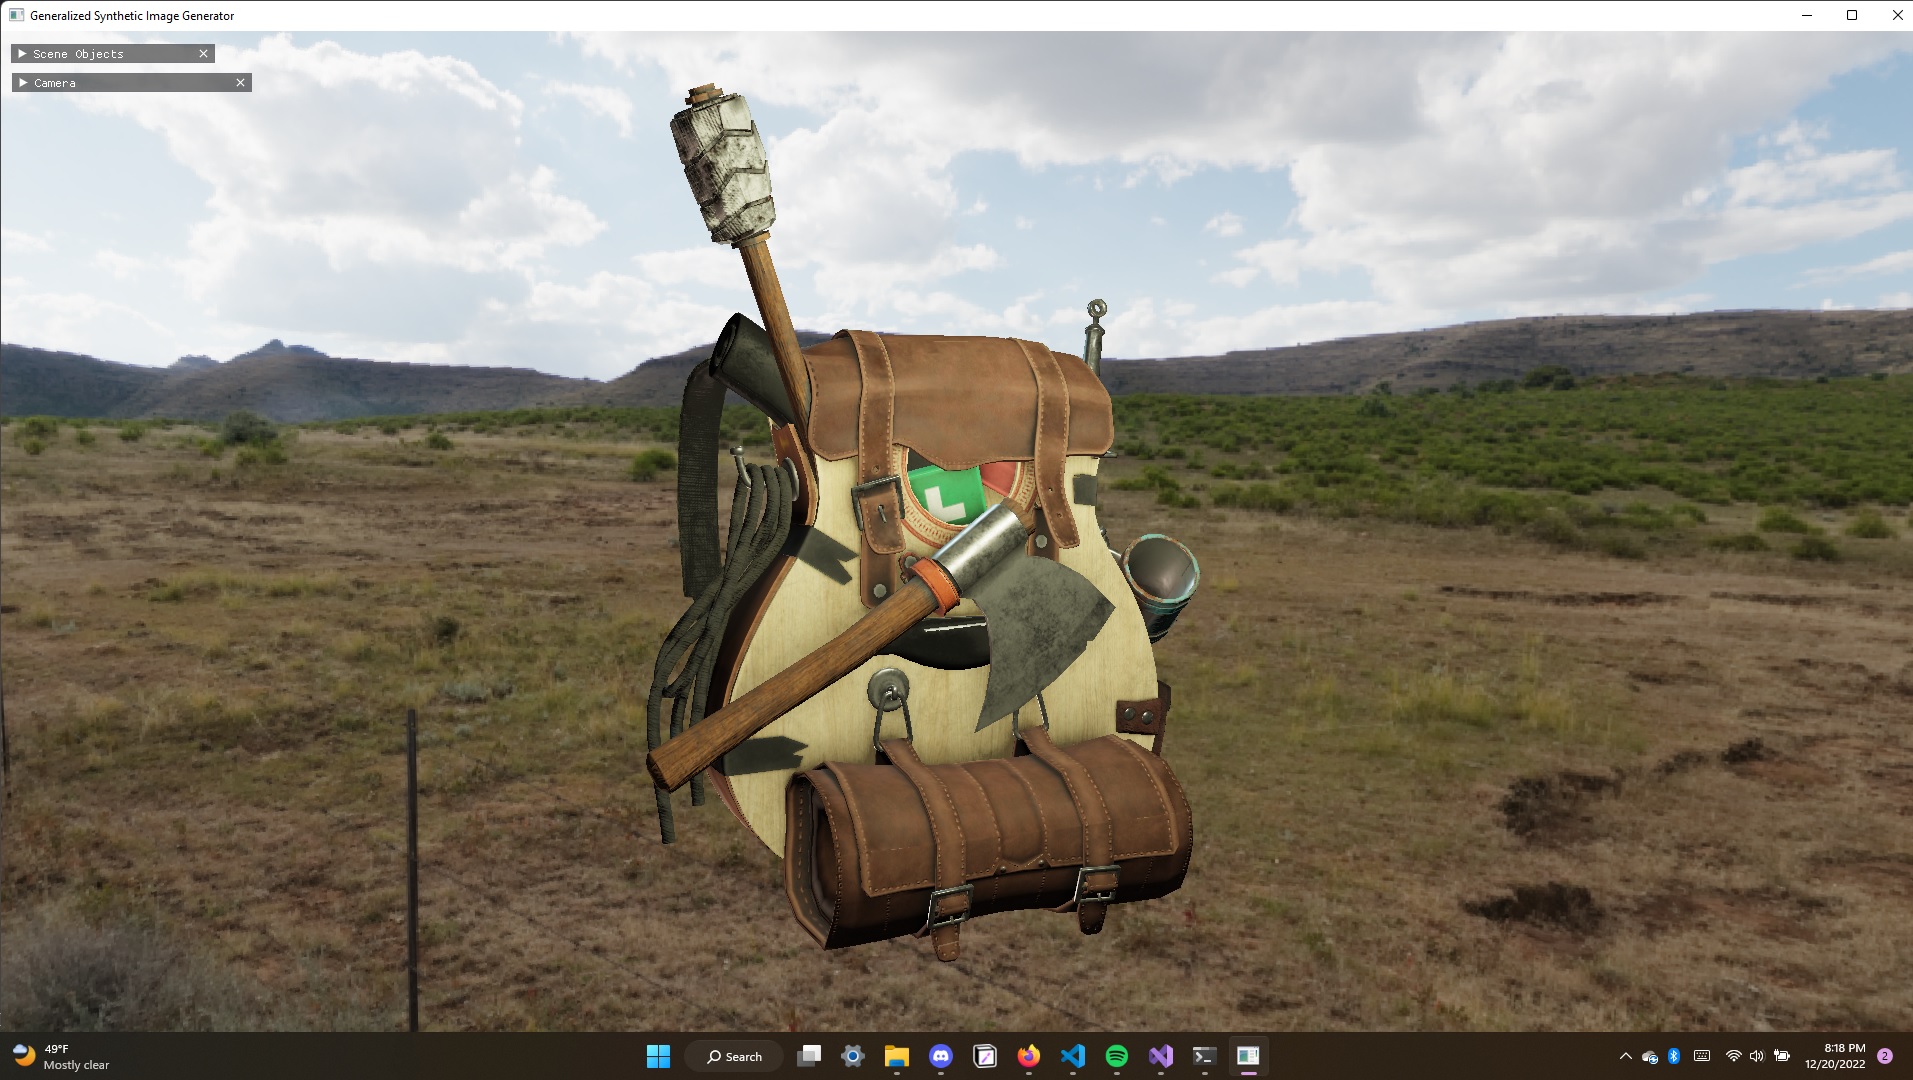 Generalized Synthetic Image Generator
Scene Objects
Camera
49°F
Mostly clear
Search
8:18 PM
12/20/2022
2